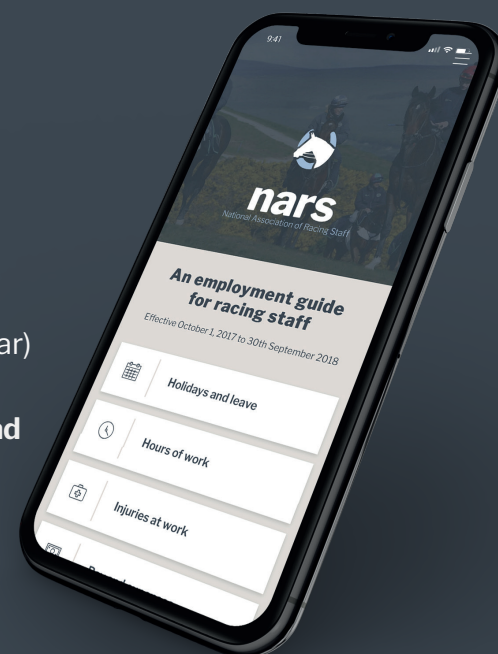 9:41
nars
National Association of Racing Staff
An employment guide
for racing staff
Effective October 1, 2017 to 30th September 2018
Holidays and leave
Hours of work
Injuries at work
ar)
nd